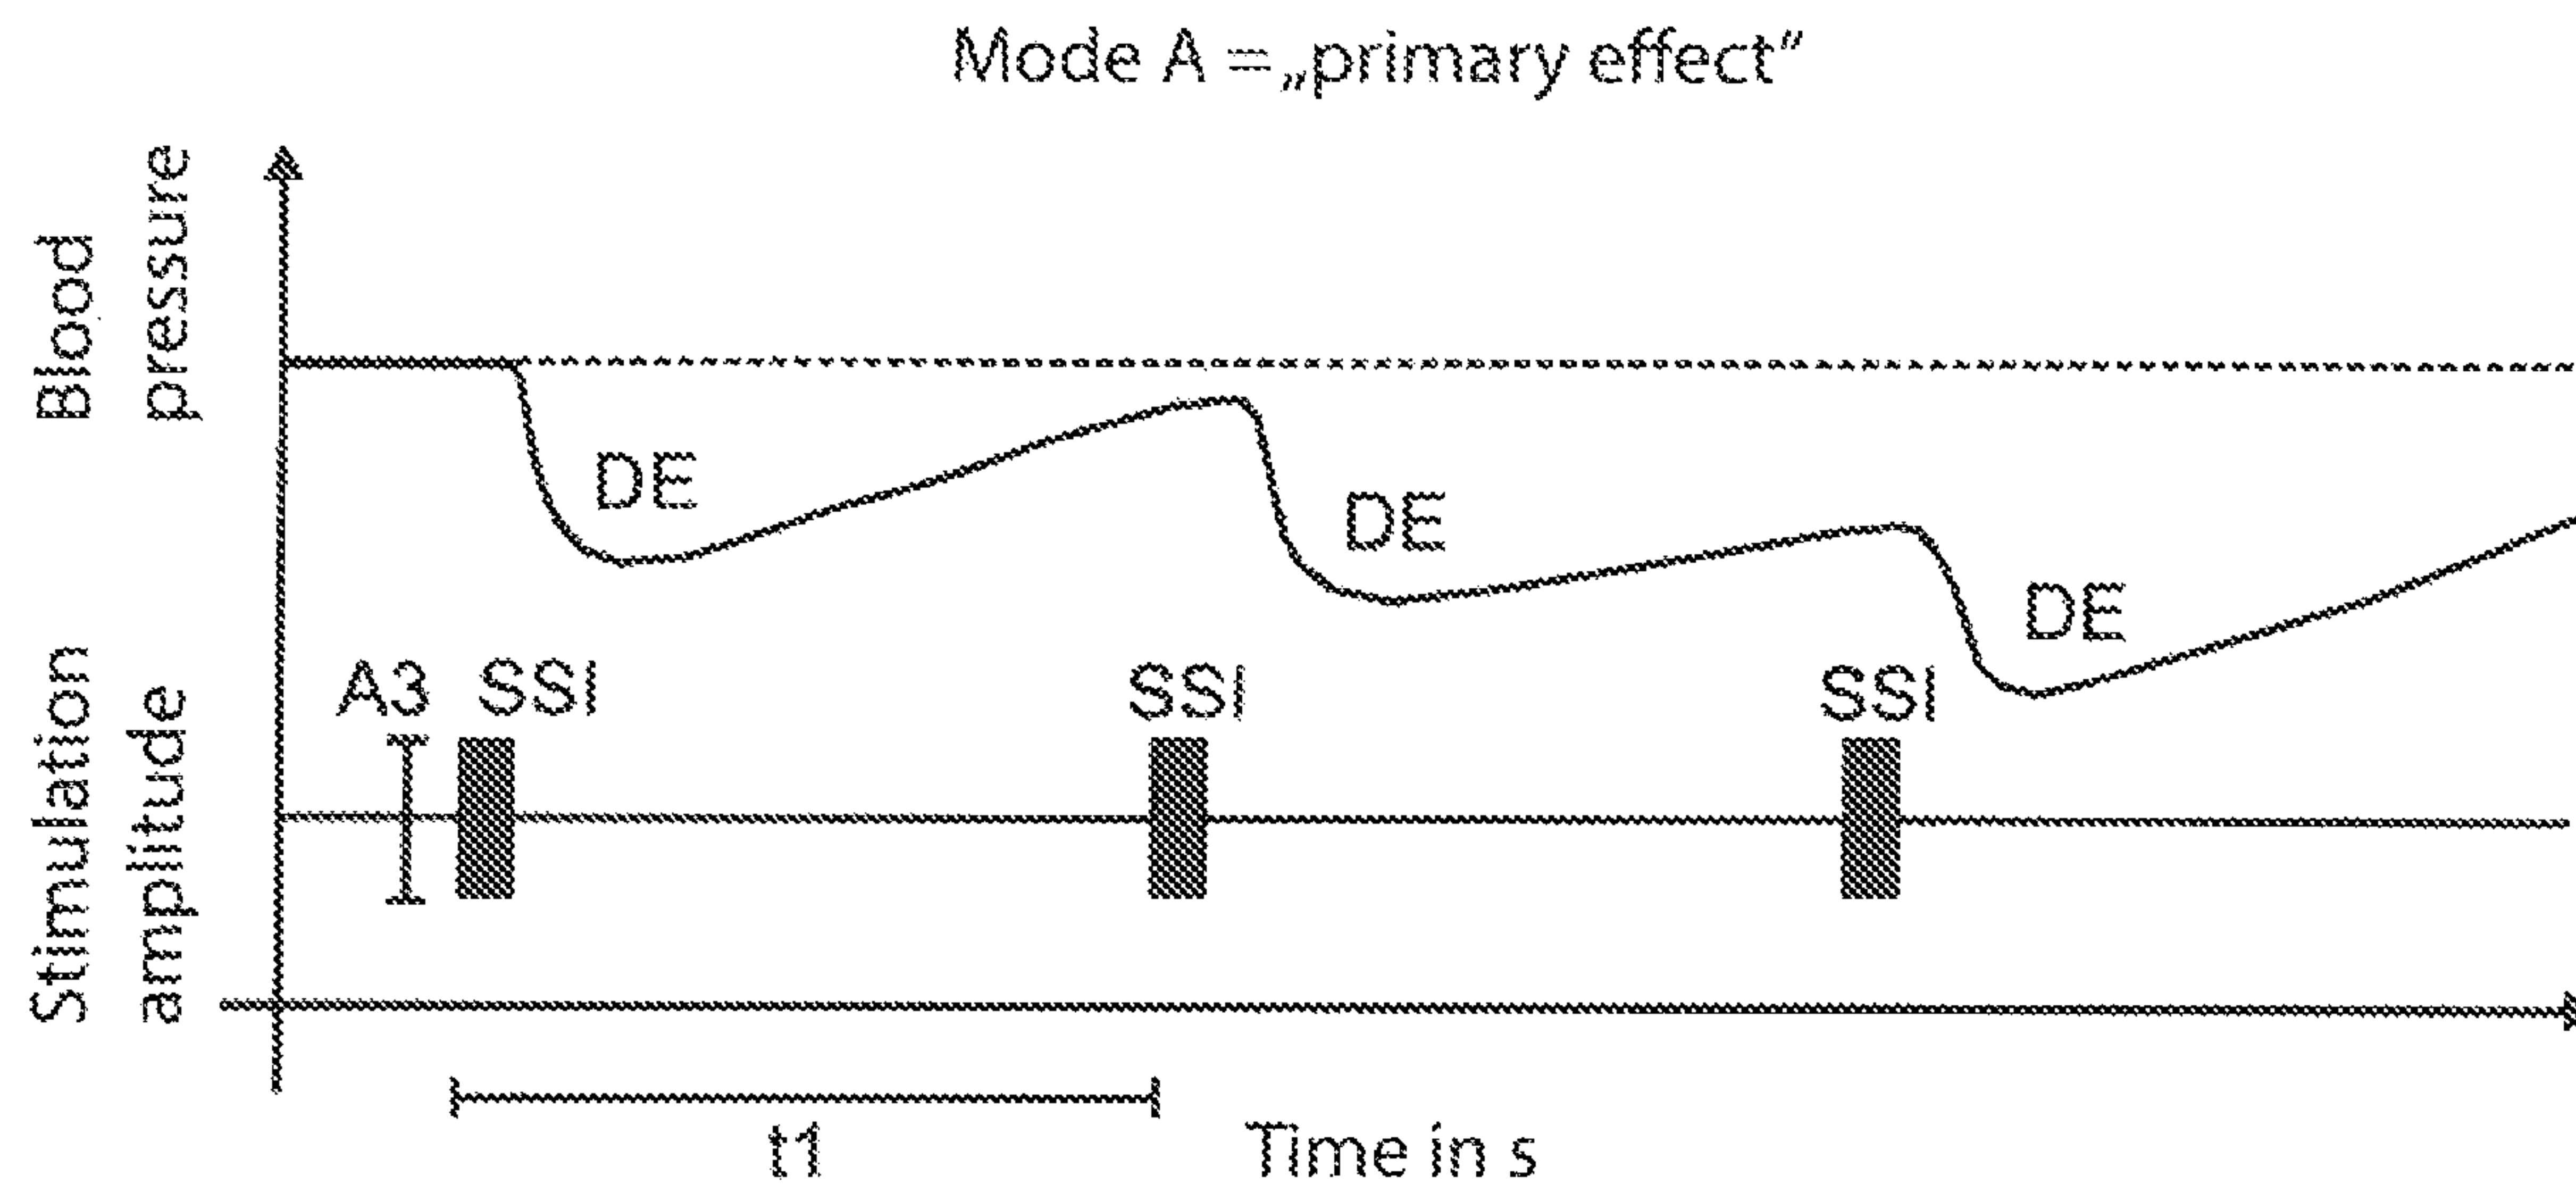 Mode A = „primary effect“
Blood
pressure
DE
DE
DE
Stimulation
amplitude
A3 SSI
SSI
SSI
t1
Time in s